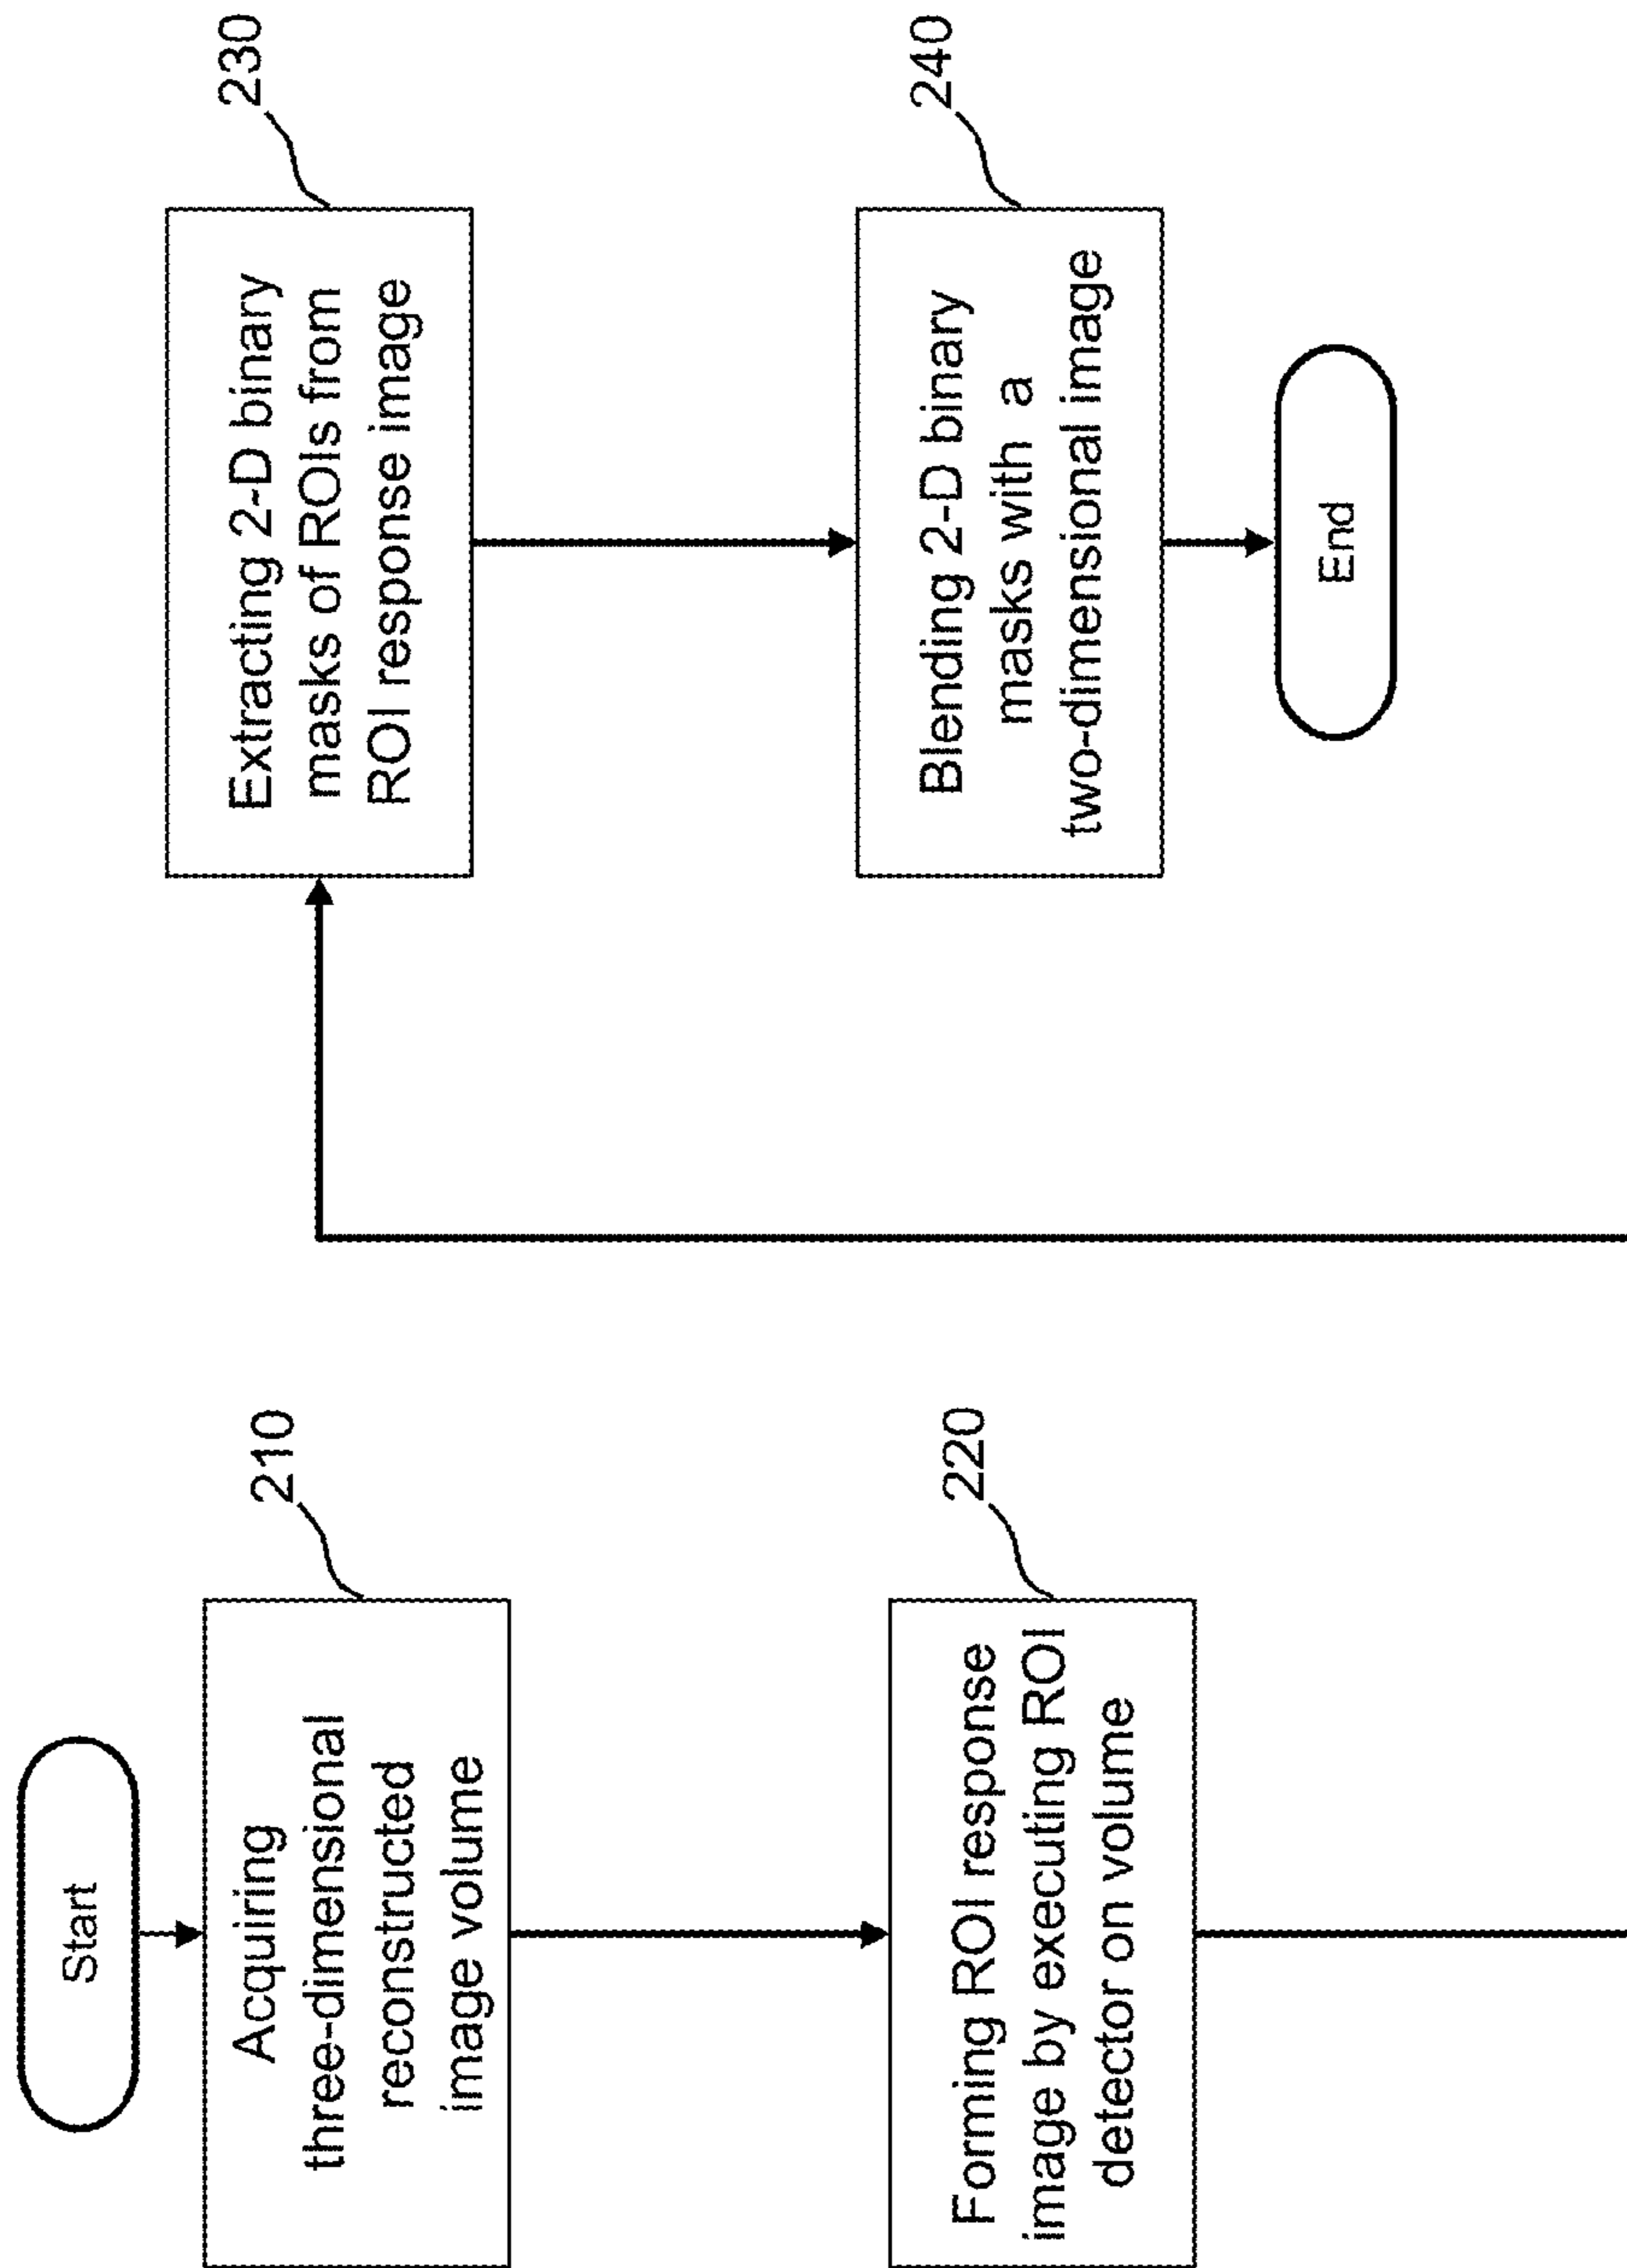 Start
210
Acquiring
three-dimensional
reconstructed
image volume
220
Forming ROI response
image by executing ROI
detector on volume
230
Extracting 2-D binary
masks of ROIs from
ROI response image
240
Blending 2-D binary
masks with a
two-dimensional image
End